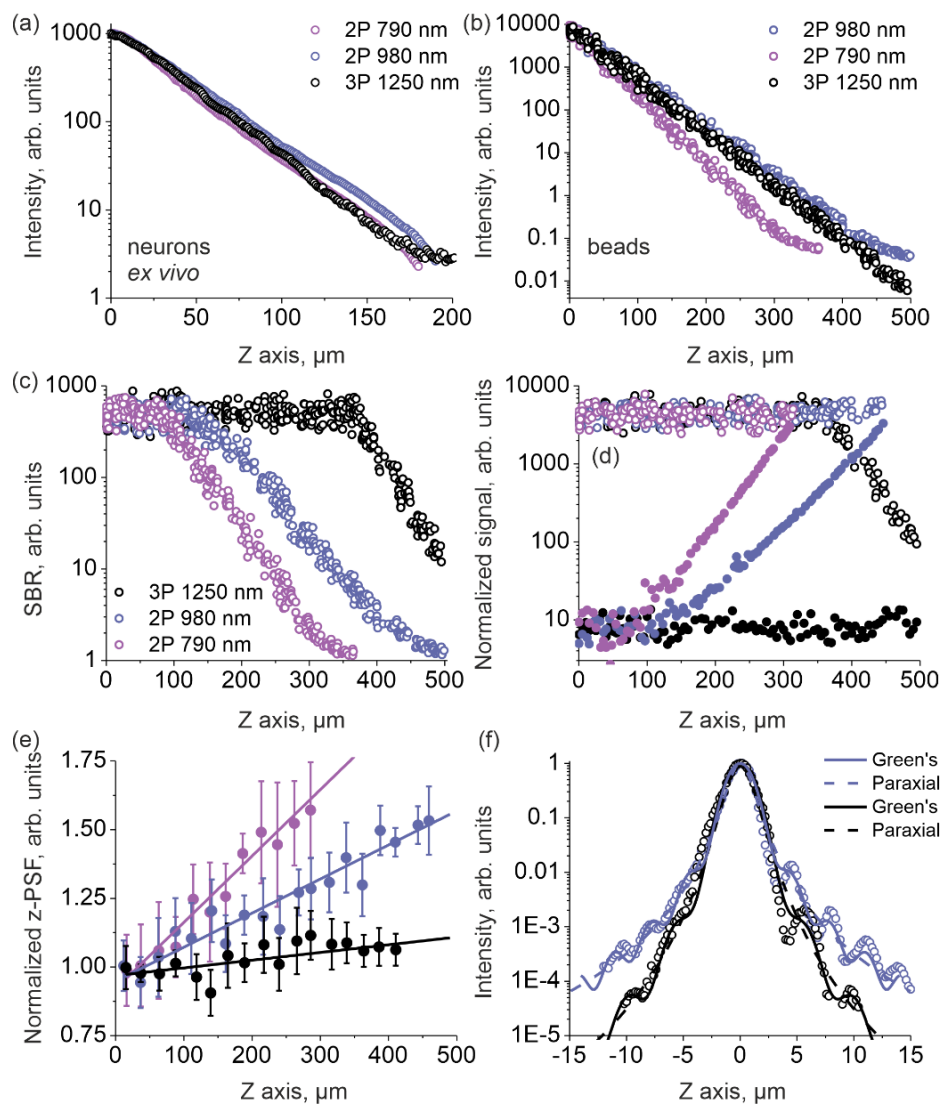 (a)
1000
100
10
1
Intensity, arb. units
2P 790 nm
2P 980 nm
3P 1250 nm
neurons
ex vivo
0 50 100 150 200
Z axis, µm
(b)
10000
1000
100
10
1
0.1
0.01
Intensity, arb. units
2P 980 nm
2P 790 nm
3P 1250 nm
beads
0 100 200 300 400 500
Z axis, µm
(c)
1000
100
10
1
SBR, arb. units
3P 1250 nm
2P 980 nm
2P 790 nm
0 100 200 300 400 500
Z axis, µm
(d)
10000
1000
100
10
Normalized signal, arb. units
0 100 200 300 400 500
Z axis, µm
(e)
1.75
1.50
1.25
1.00
0.75
Normalized z-PSF, arb. units
0 100 200 300 400 500
Z axis, µm
(f)
1
0.1
0.01
1E-3
1E-4
1E-5
Intensity, arb. units
Green's
Paraxial
Green's
Paraxial
-15 -10 -5 0 5 10 15
Z axis, µm